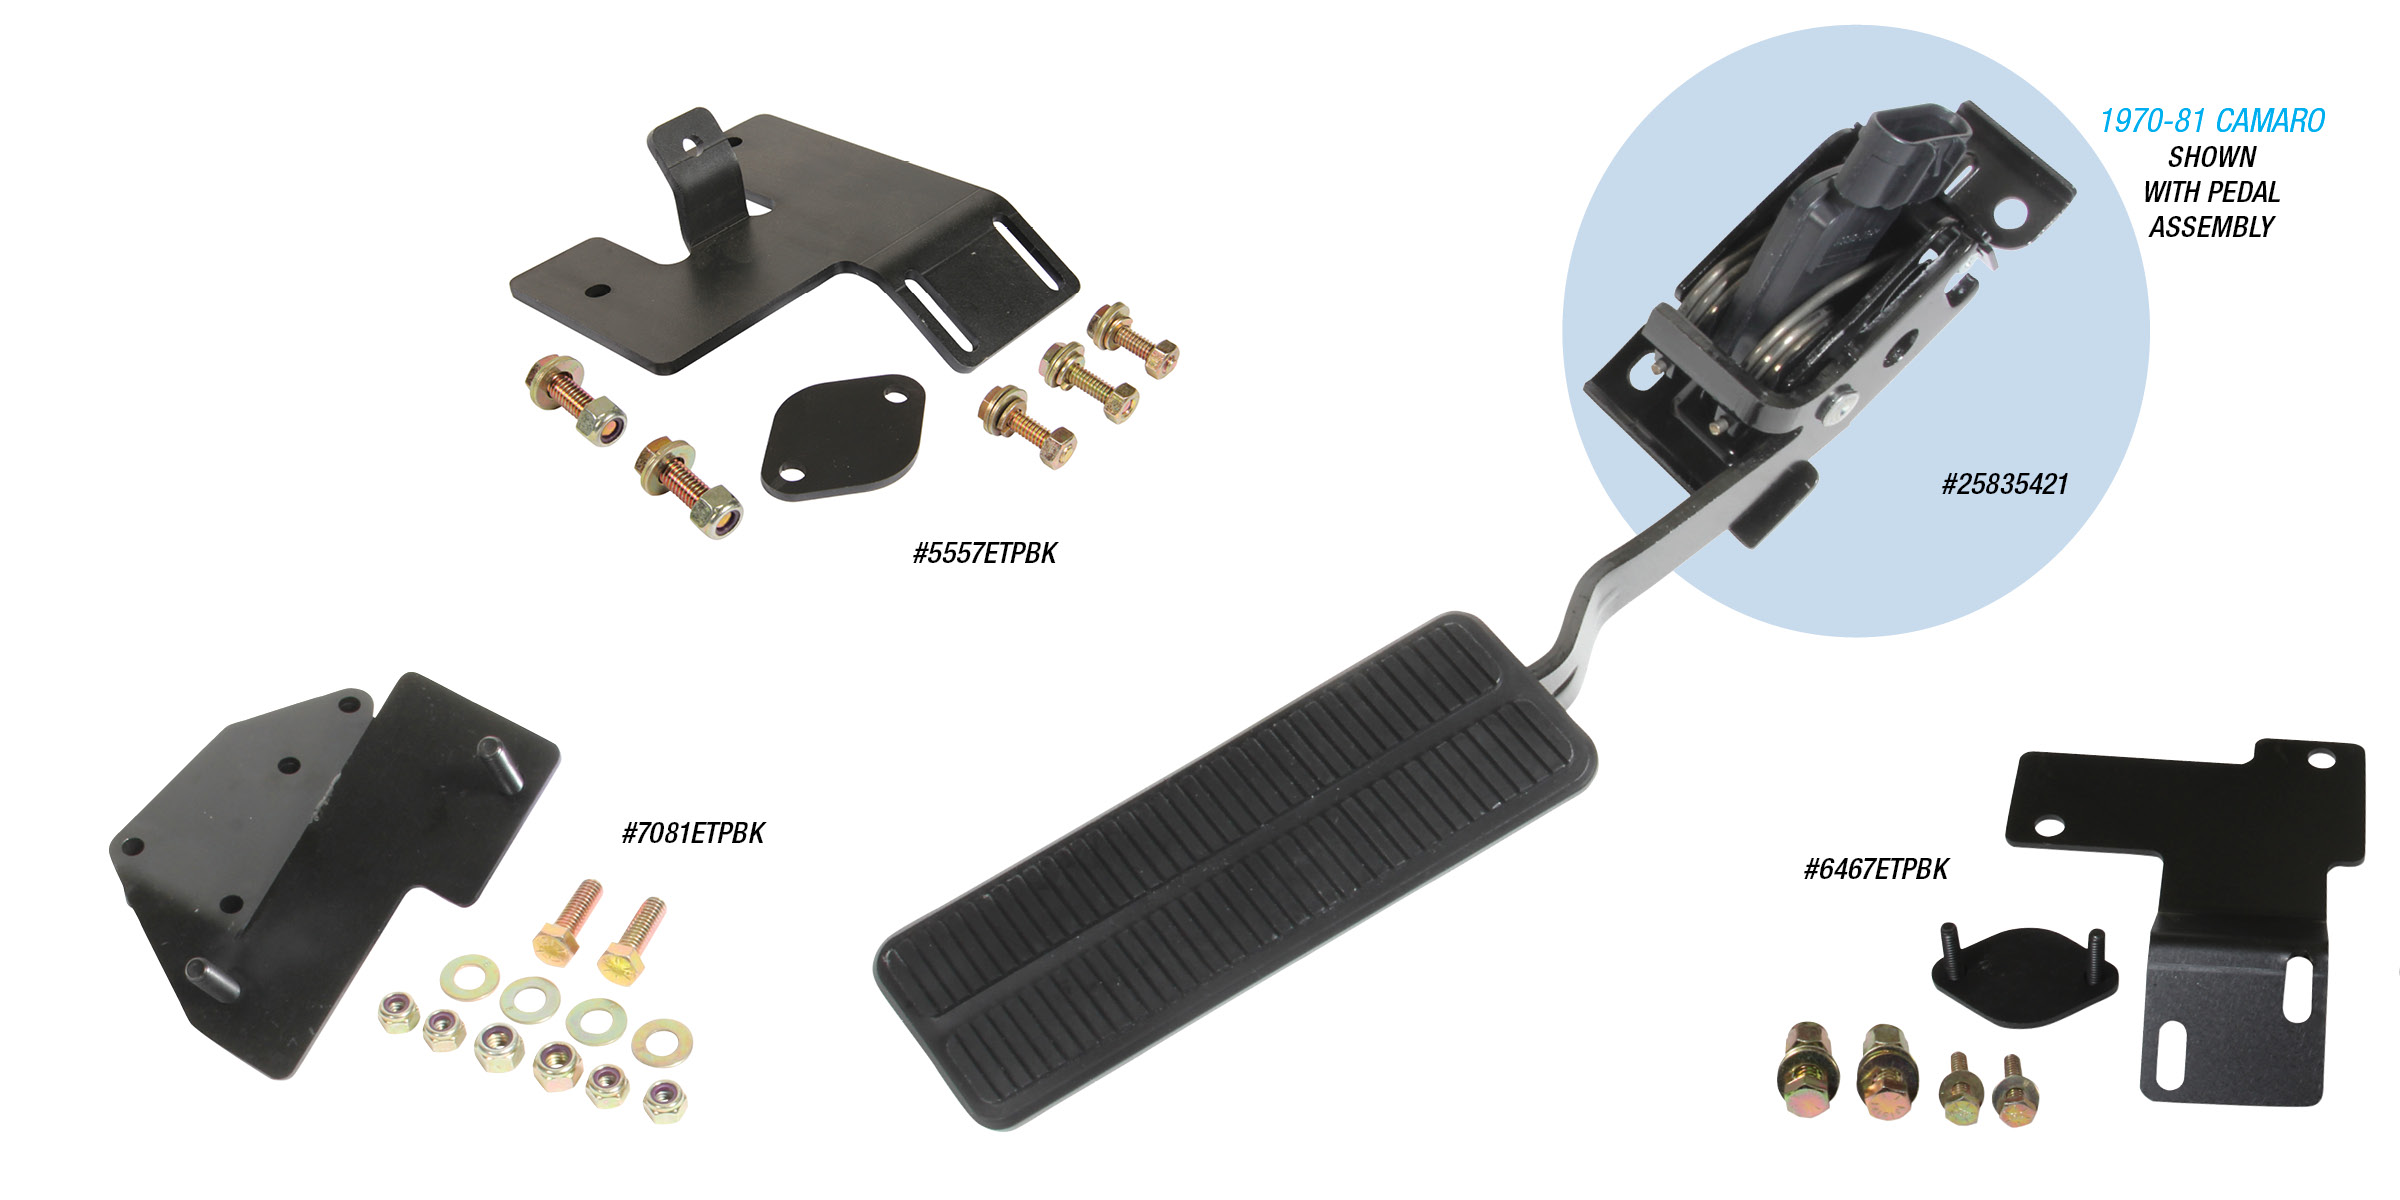 1970-81 CAMARO
SHOWN
WITH PEDAL
ASSEMBLY
#25835421
#5557ETPBK
#7081ETPBK
#6467ETPBK